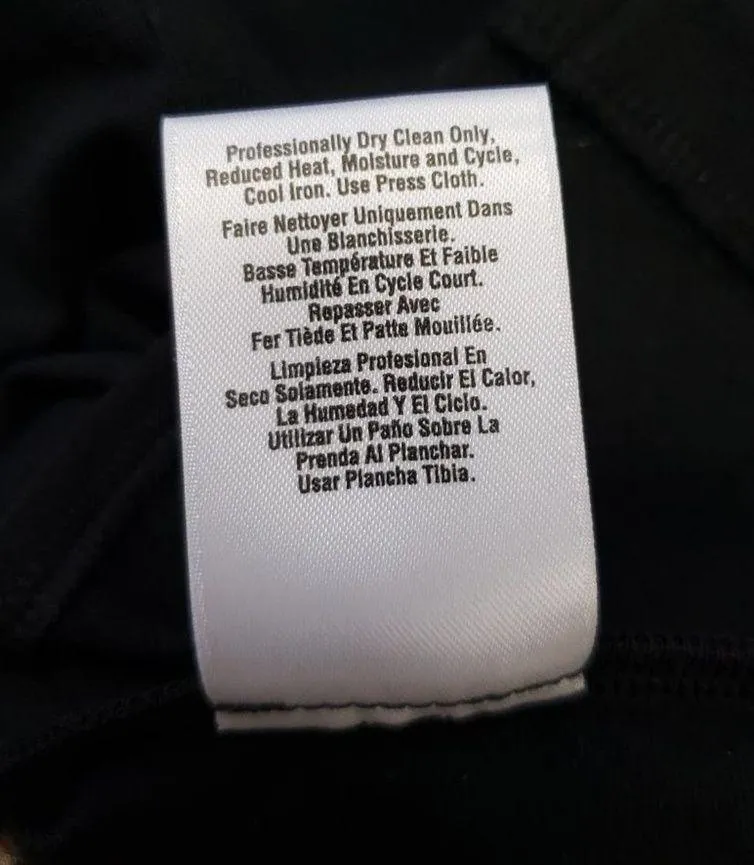 Professionally Dry Clean Only,
Reduced Heat, Moisture and Cycle,
Cool Iron. Use Press Cloth.
Faire Nettoyer Uniquement Dans
Une Blanchisserie.
Basse Température Et Faible
Humidité En Cycle Court.
Repasser Avec
Fer Tiède Et Patte Mouillée.
Limpieza Profesional En
Seco Solamente. Reducir El Calor,
La Humedad Y El Ciclo.
Utilizar Un Paño Sobre La
Prenda Al Planchar.
Usar Plancha Tibia.